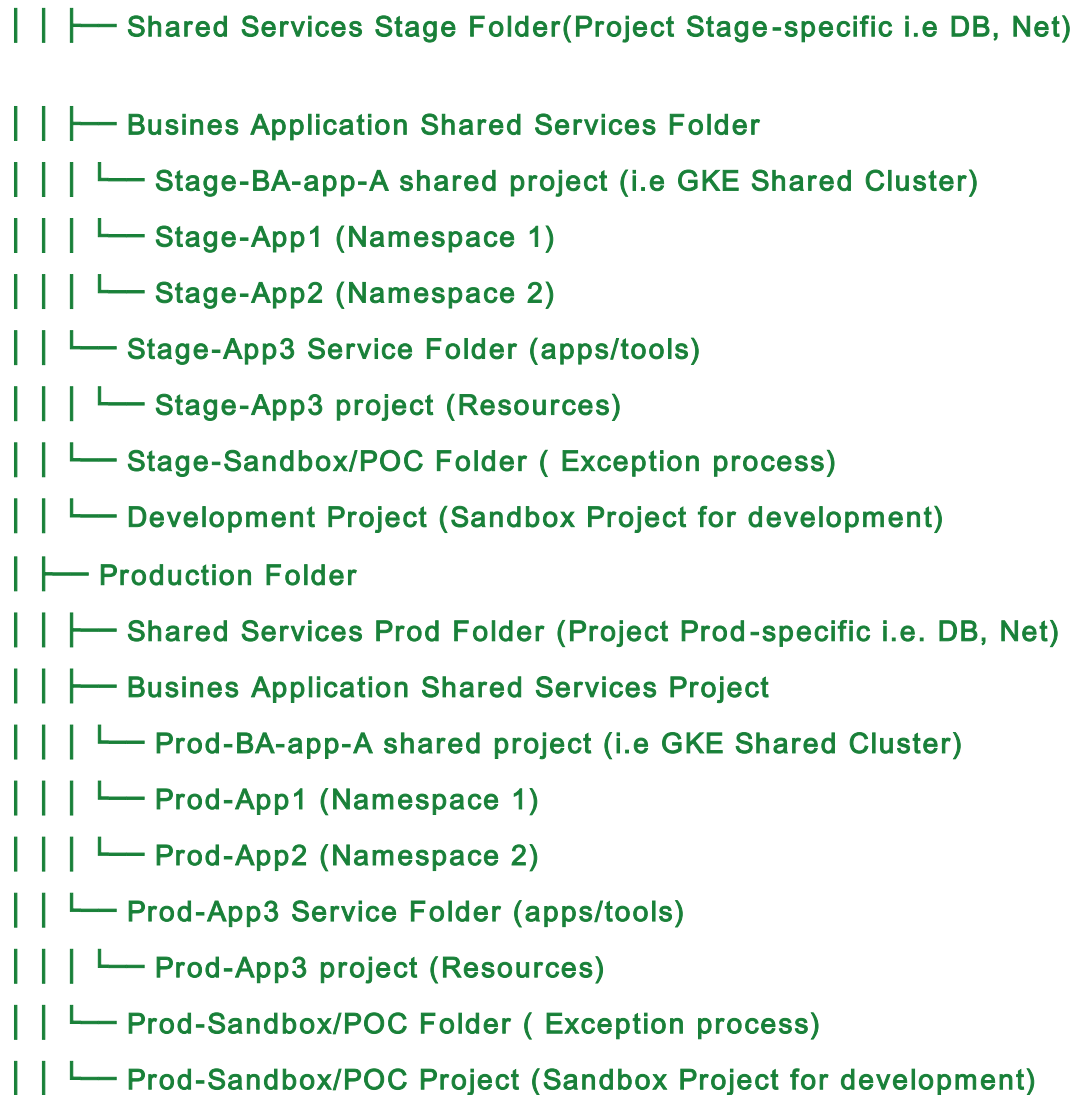 │ │ ├── Shared Services Stage Folder(Project Stage-specific i.e DB, Net)
│ │ ├── Busines Application Shared Services Folder
│ │ │ └── Stage-BA-app-A shared project (i.e GKE Shared Cluster)
│ │ │ └── Stage-App1 (Namespace 1)
│ │ │ └── Stage-App2 (Namespace 2)
│ │ └── Stage-App3 Service Folder (apps/tools)
│ │ │ └── Stage-App3 project (Resources)
│ │ └── Stage-Sandbox/POC Folder ( Exception process)
│ │ └── Development Project (Sandbox Project for development)
│ ├── Production Folder
│ │ ├── Shared Services Prod Folder (Project Prod-specific i.e. DB, Net)
│ │ ├── Busines Application Shared Services Project
│ │ │ └── Prod-BA-app-A shared project (i.e GKE Shared Cluster)
│ │ │ └── Prod-App1 (Namespace 1)
│ │ │ └── Prod-App2 (Namespace 2)
│ │ └── Prod-App3 Service Folder (apps/tools)
│ │ │ └── Prod-App3 project (Resources)
│ │ └── Prod-Sandbox/POC Folder ( Exception process)
│ │ └── Prod-Sandbox/POC Project (Sandbox Project for development)